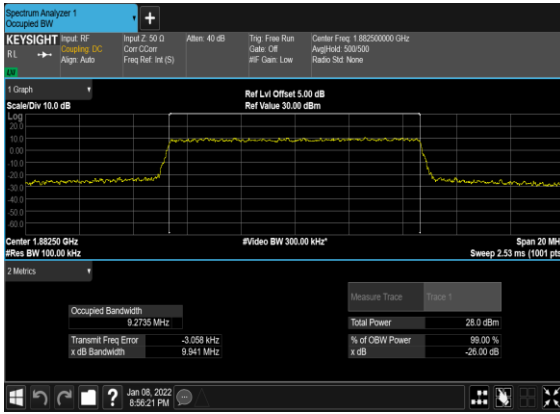 Spectrum Analyzer 1
Occupied BW
+
KEYSIGHT Input: RF Input Z: 50 Ω Atten: 40 dB Trig: Free Run Center Freq: 1.882500000 GHz
RL Coupling: DC Corr CCorr Gate: Off Avg|Hold: 500/500
Align: Auto Freq Ref: Int (S) #IF Gain: Low Radio Std: None
1 Graph
Ref Lvl Offset 5.00 dB
Scale/Div 10.0 dB Ref Value 30.00 dBm
Log
20.0
10.0
0.00
-10.0
-20.0
-30.0
-40.0
-50.0
-60.0
Center 1.88250 GHz #Video BW 300.00 kHz* Span 20 MH
#Res BW 100.00 kHz Sweep 2.53 ms (1001 pts
2 Metrics
Measure Trace Trace 1
Occupied Bandwidth
9.2735 MHz Total Power 28.0 dBm
Transmit Freq Error -3.058 kHz % of OBW Power 99.00 %
x dB Bandwidth 9.941 MHz x dB -26.00 dB
? Jan 08, 2022
8:56:21 PM